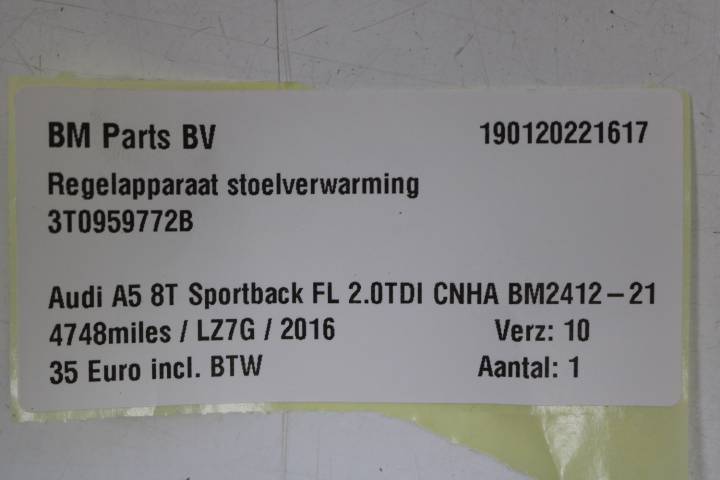 BM Parts BV 190120221617
Regelapparaat stoelverwarming
3T0959772B
Audi A5 8T Sportback FL 2.0TDI CNHA BM2412-21
4748miles / LZ7G / 2016 Verz: 10
35 Euro incl. BTW Aantal: 1